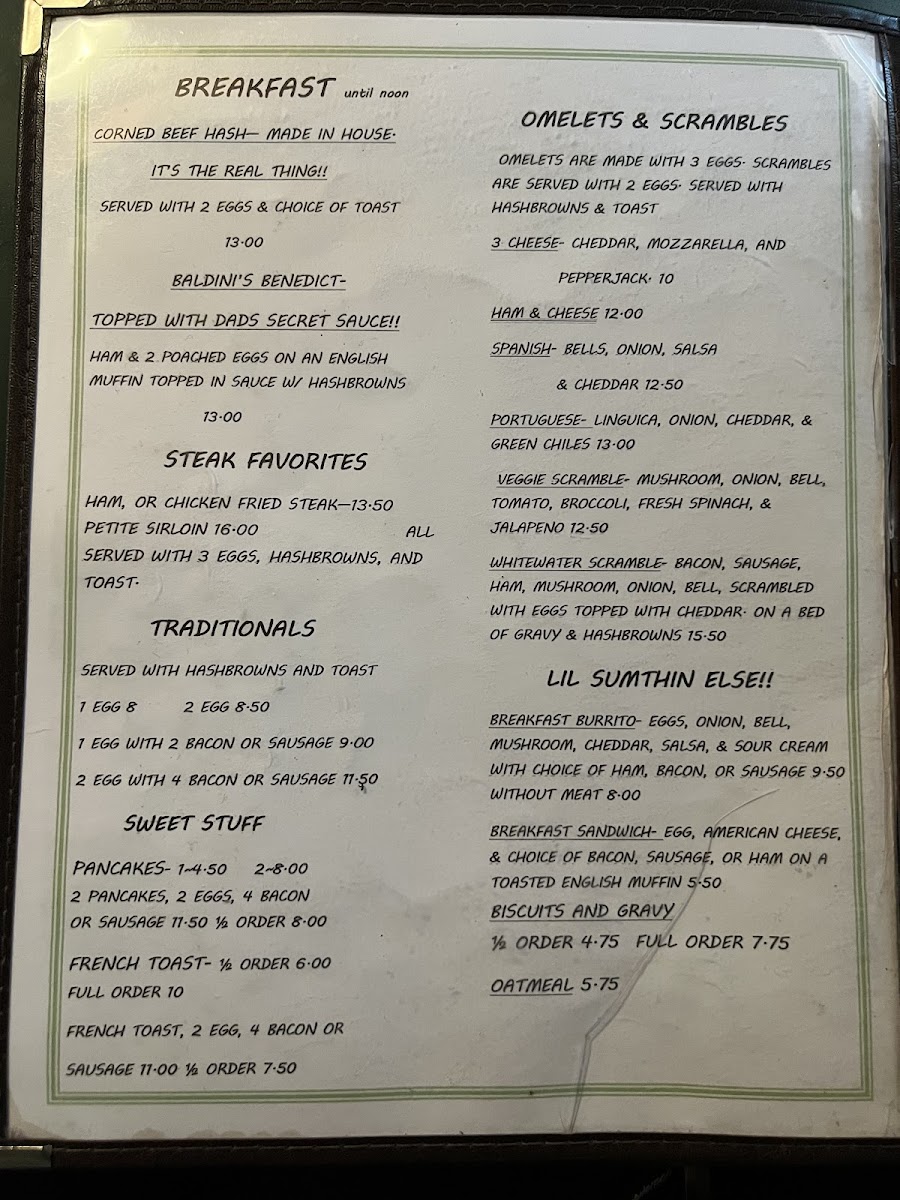 BREAKFAST until noon
CORNED BEEF HASH— MADE IN HOUSE·
IT'S THE REAL THING!!
SERVED WITH 2 EGGS & CHOICE OF TOAST
13·00
BALDINI'S BENEDICT-
TOPPED WITH DADS SECRET SAUCE!!
HAM & 2 POACHED EGGS ON AN ENGLISH
MUFFIN TOPPED IN SAUCE W/ HASHBROWNS
13·00
STEAK FAVORITES
HAM, OR CHICKEN FRIED STEAK—13·50
PETITE SIRLOIN 16·00 ALL
SERVED WITH 3 EGGS, HASHBROWNS, AND
TOAST·
TRADITIONALS
SERVED WITH HASHBROWNS AND TOAST
1 EGG 8 2 EGG 8·50
1 EGG WITH 2 BACON OR SAUSAGE 9·00
2 EGG WITH 4 BACON OR SAUSAGE 11·50
SWEET STUFF
PANCAKES- 1~4·50 2~8·00
2 PANCAKES, 2 EGGS, 4 BACON
OR SAUSAGE 11·50 ½ ORDER 8·00
FRENCH TOAST- ½ ORDER 6·00
FULL ORDER 10
FRENCH TOAST, 2 EGG, 4 BACON OR
SAUSAGE 11·00 ½ ORDER 7·50
OMELETS & SCRAMBLES
OMELETS ARE MADE WITH 3 EGGS· SCRAMBLES
ARE SERVED WITH 2 EGGS· SERVED WITH
HASHBROWNS & TOAST
3 CHEESE- CHEDDAR, MOZZARELLA, AND
PEPPERJACK· 10
HAM & CHEESE 12·00
SPANISH- BELLS, ONION, SALSA
& CHEDDAR 12·50
PORTUGUESE- LINGUICA, ONION, CHEDDAR, &
GREEN CHILES 13·00
VEGGIE SCRAMBLE- MUSHROOM, ONION, BELL,
TOMATO, BROCCOLI, FRESH SPINACH, &
JALAPENO 12·50
WHITEWATER SCRAMBLE- BACON, SAUSAGE,
HAM, MUSHROOM, ONION, BELL, SCRAMBLED
WITH EGGS TOPPED WITH CHEDDAR· ON A BED
OF GRAVY & HASHBROWNS 15·50
LIL SUMTHIN ELSE!!
BREAKFAST BURRITO- EGGS, ONION, BELL,
MUSHROOM, CHEDDAR, SALSA, & SOUR CREAM
WITH CHOICE OF HAM, BACON, OR SAUSAGE 9·50
WITHOUT MEAT 8·00
BREAKFAST SANDWICH- EGG, AMERICAN CHEESE,
& CHOICE OF BACON, SAUSAGE, OR HAM ON A
TOASTED ENGLISH MUFFIN 5·50
BISCUITS AND GRAVY
½ ORDER 4·75 FULL ORDER 7·75
OATMEAL 5·75